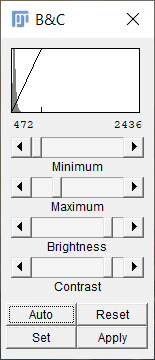 B&C
472 2436
Minimum
Maximum
Brightness
Contrast
Auto Reset
Set Apply